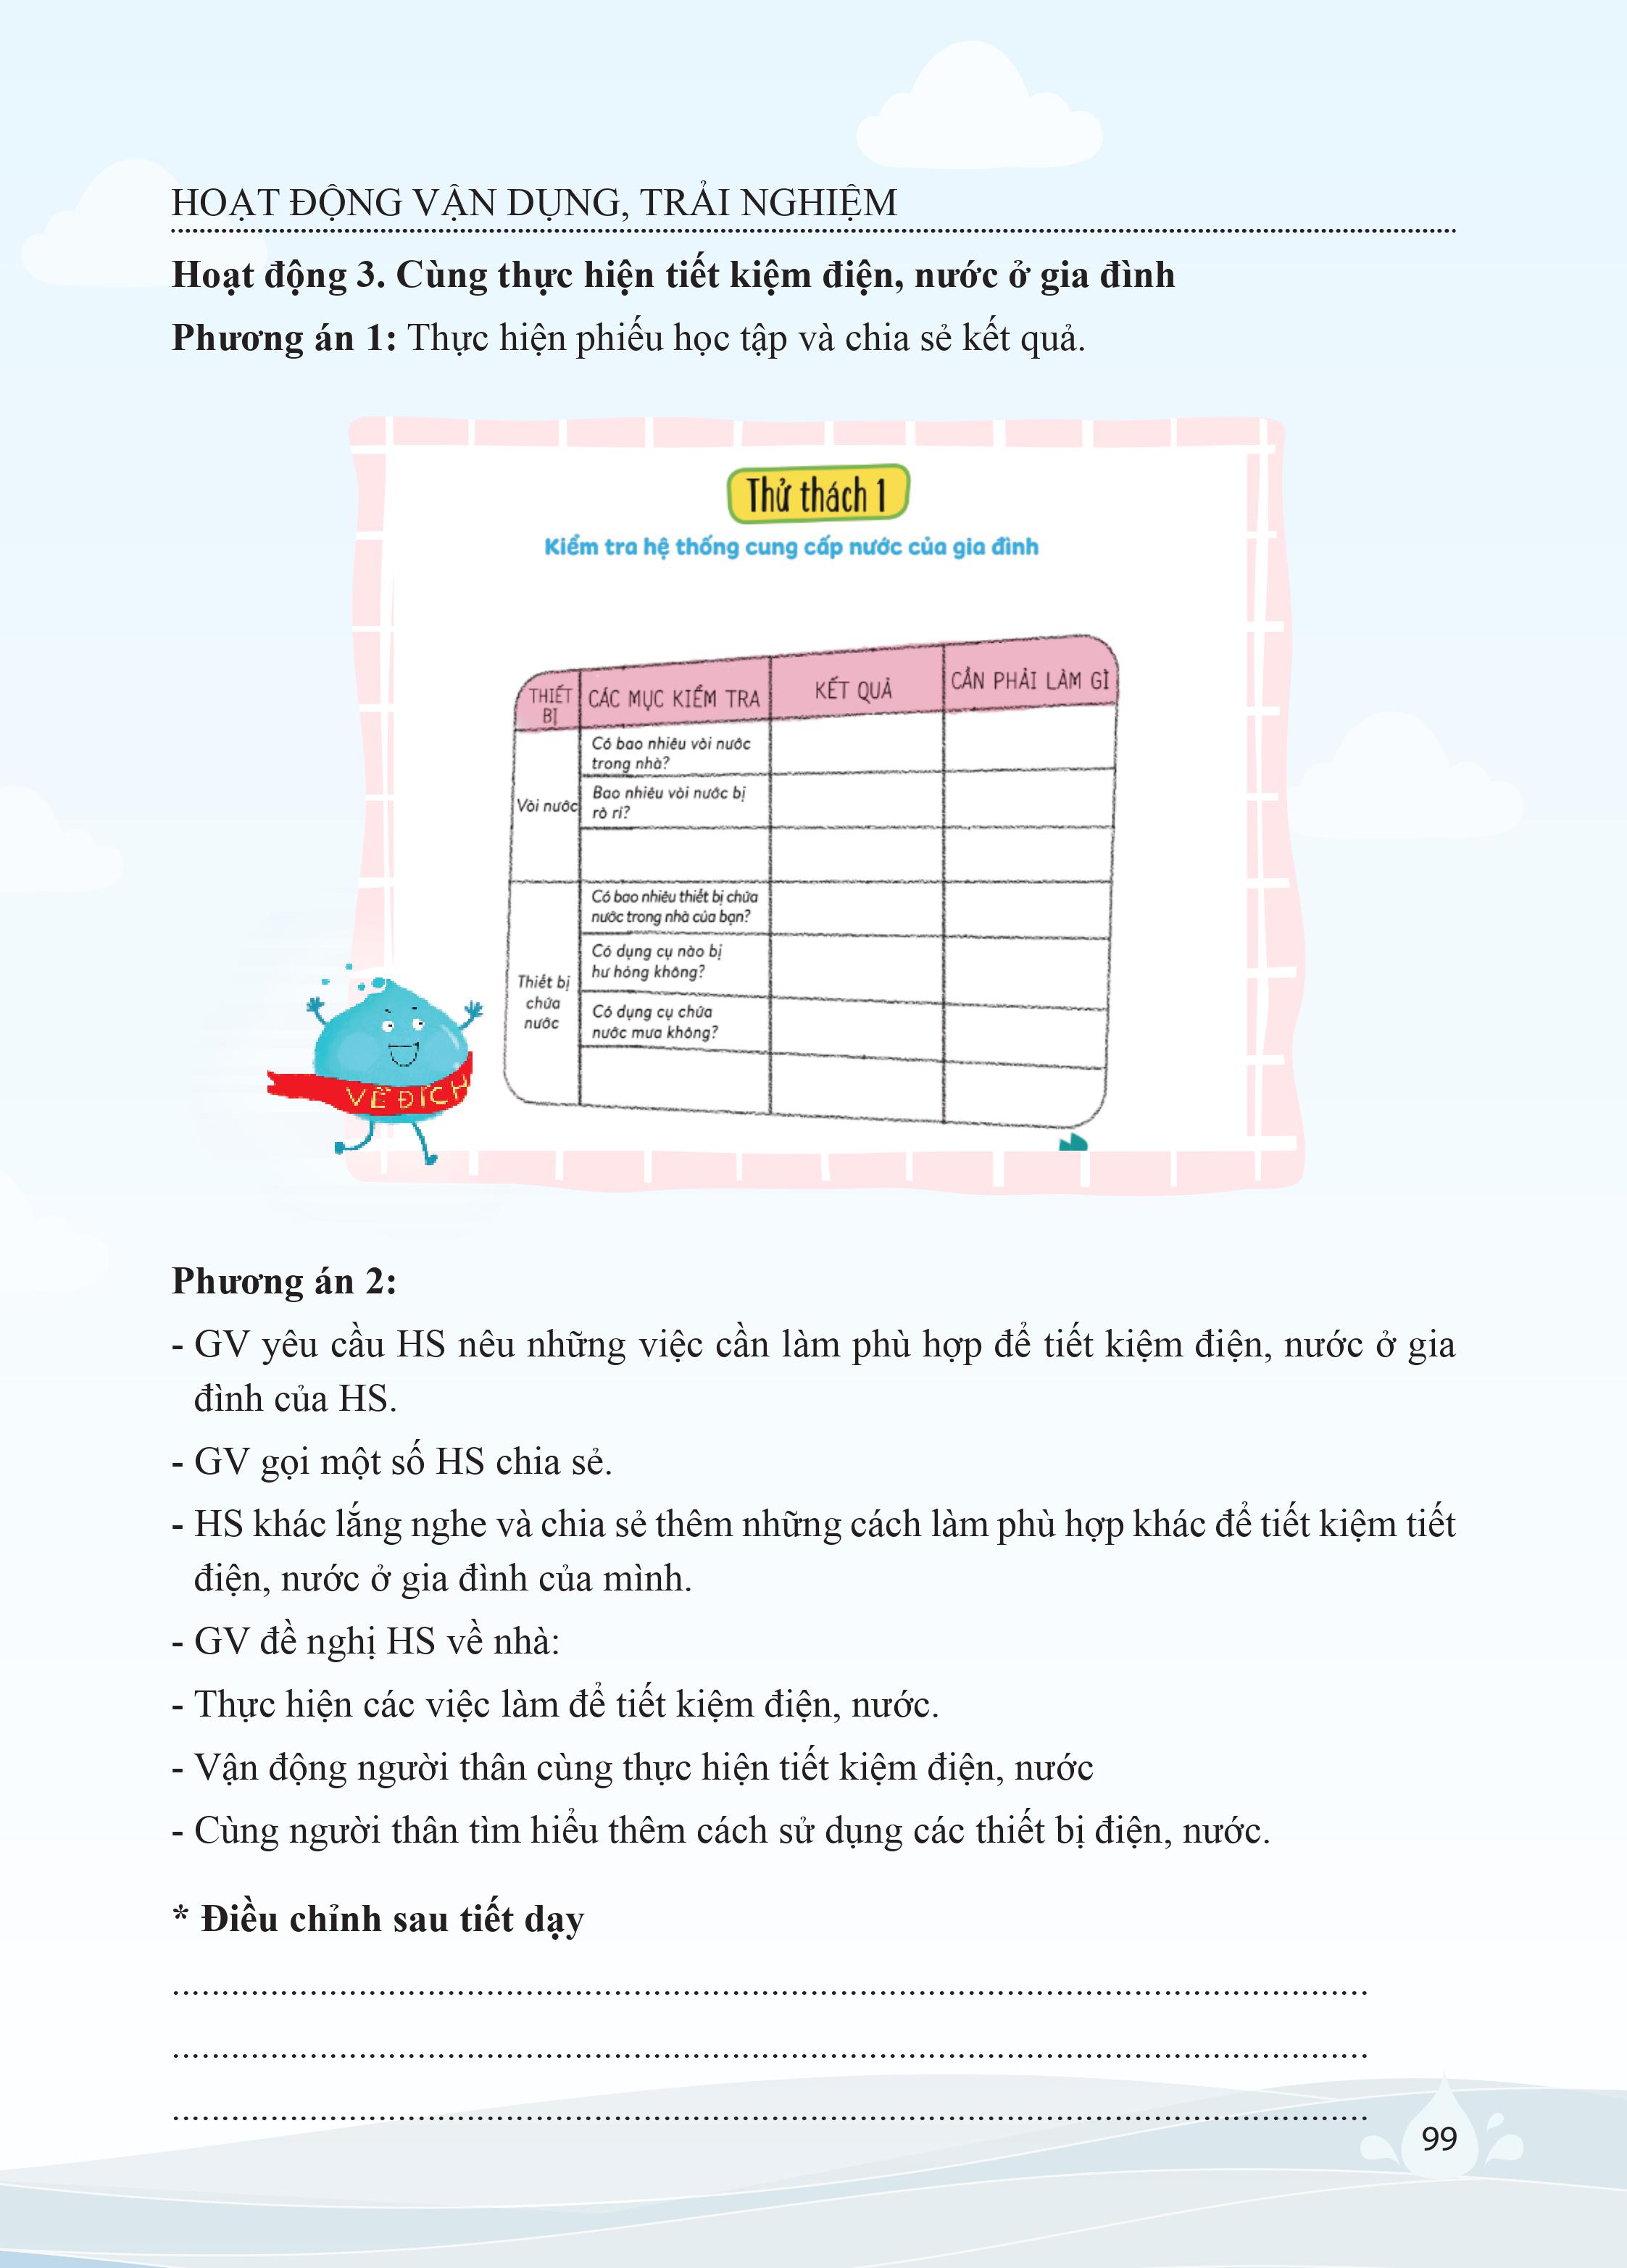 HOẠT ĐỘNG VẬN DỤNG, TRẢI NGHIỆM
Hoạt động 3. Cùng thực hiện tiết kiệm điện, nước ở gia đình
Phương án 1: Thực hiện phiếu học tập và chia sẻ kết quả.
Thử thách 1
Kiểm tra hệ thống cung cấp nước của gia đình
THIẾT BỊ
CÁC MỤC KIỂM TRA
KẾT QUẢ
CẦN PHẢI LÀM GÌ
Vòi nước
Có bao nhiêu vòi nước
trong nhà?
Bao nhiêu vòi nước bị
rò rỉ?
Thiết bị
chứa
nước
Có bao nhiêu thiết bị chứa
nước trong nhà của bạn?
Có dụng cụ nào bị
hư hỏng không?
Có dụng cụ chứa
nước mưa không?
VỀ ĐÍCH
Phương án 2:
- GV yêu cầu HS nêu những việc cần làm phù hợp để tiết kiệm điện, nước ở gia
đình của HS.
- GV gọi một số HS chia sẻ.
- HS khác lắng nghe và chia sẻ thêm những cách làm phù hợp khác để tiết kiệm tiết
điện, nước ở gia đình của mình.
- GV đề nghị HS về nhà:
- Thực hiện các việc làm để tiết kiệm điện, nước.
- Vận động người thân cùng thực hiện tiết kiệm điện, nước
- Cùng người thân tìm hiểu thêm cách sử dụng các thiết bị điện, nước.
* Điều chỉnh sau tiết dạy
99